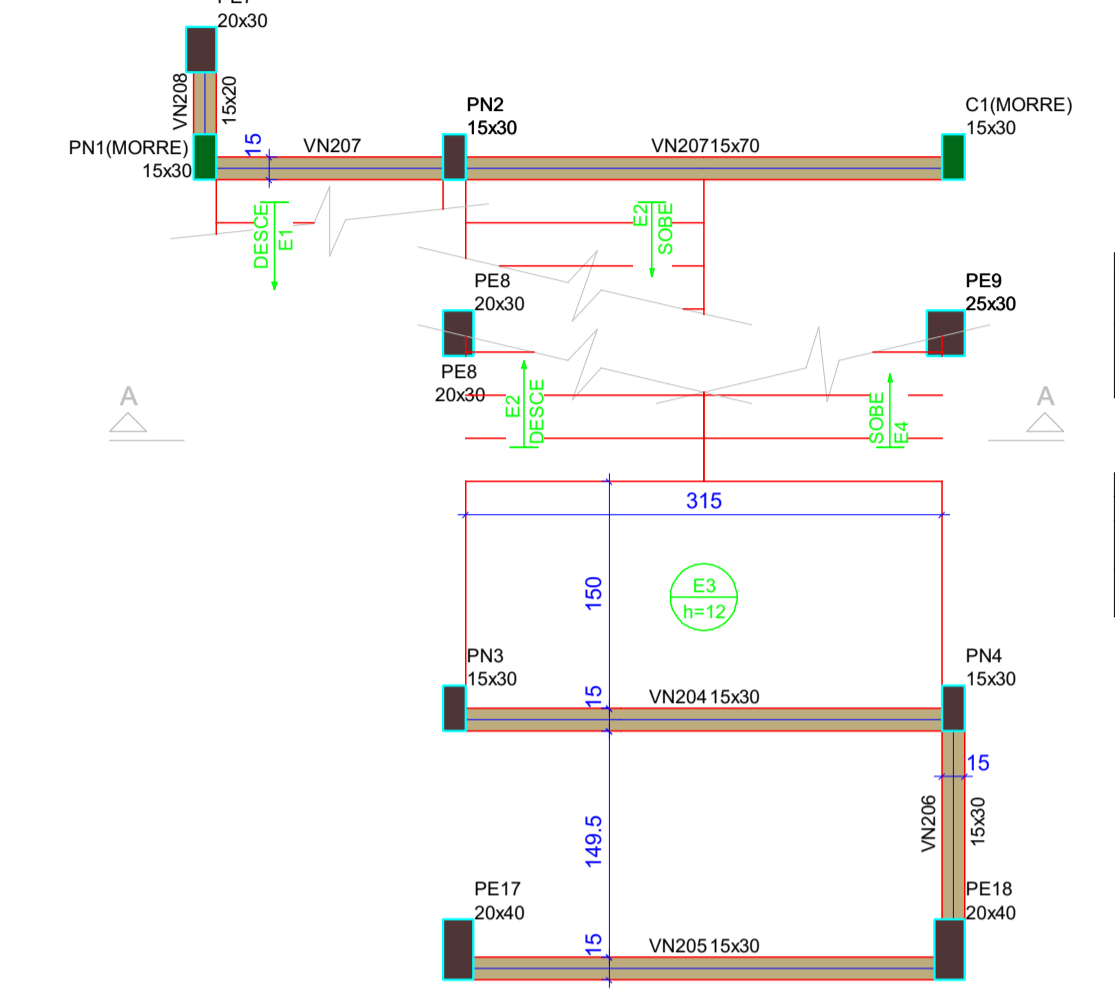 PE7
20x30
VN208
15x20
PN1(MORRE)
15x30
15
VN207
PN2
15x30
VN20715x70
C1(MORRE)
15x30
DESCE
E1
E2
SOBE
PE8
20x30
PE9
25x30
PE8
20x30
A
E2
DESCE
SOBE
E4
A
315
150
E3
h=12
PN3
15x30
15
VN204 15x30
PN4
15x30
15
VN206
15x30
149.5
PE17
20x40
PE18
20x40
15
VN205 15x30